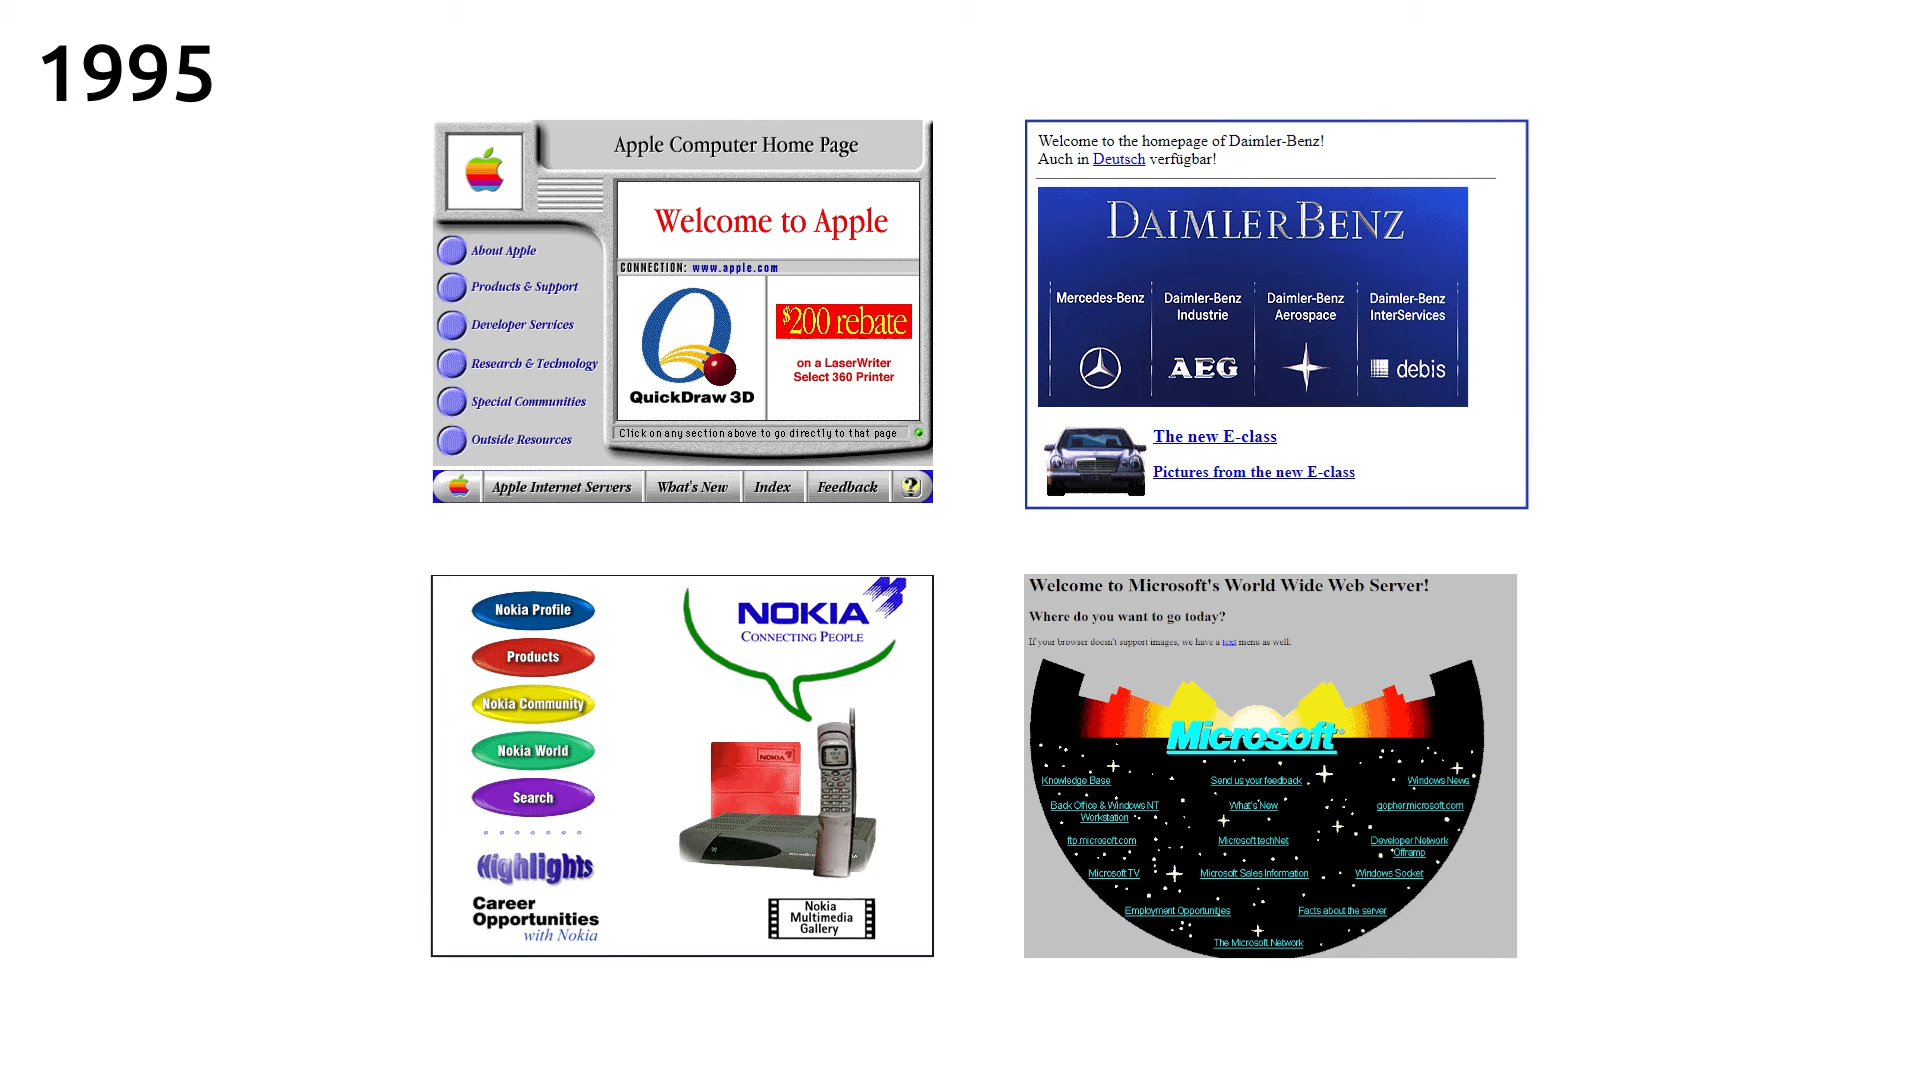 1995
Apple Computer Home Page
Welcome to Apple
CONNECTION: www.apple.com
About Apple
Products & Support
Developer Services
Research & Technology
Special Communities
Outside Resources
QuickDraw 3D
$200 rebate
on a LaserWriter
Select 360 Printer
Click on any section above to go directly to that page
Apple Internet Servers
What's New
Index
Feedback
?
Welcome to the homepage of Daimler-Benz!
Auch in Deutsch verfügbar!
DAIMLERBENZ
Mercedes-Benz
Daimler-Benz
Industrie
AEG
Daimler-Benz
Aerospace
Daimler-Benz
InterServices
debis
The new E-class
Pictures from the new E-class
Nokia Profile
Products
Nokia Community
Nokia World
Search
Highlights
Career
Opportunities
with Nokia
NOKIA
CONNECTING PEOPLE
NOKIA
Nokia
Multimedia
Gallery
Welcome to Microsoft's World Wide Web Server!
Where do you want to go today?
If your browser doesn't support images, we have a text menu as well.
Microsoft
Knowledge Base
Send us your feedback
Windows News
Back Office & Windows NT
Workstation
What's New
gopher.microsoft.com
ftp.microsoft.com
Microsoft techNet
Developer Network
Offramp
Microsoft TV
Microsoft Sales Information
Windows Socket
Employment Opportunities
Facts about the server
The Microsoft Network